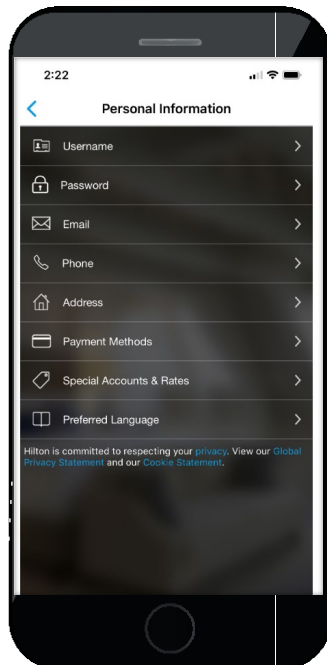 2:22
Personal Information
Username
Password
Email
Phone
Address
Payment Methods
Special Accounts & Rates
Preferred Language
Hilton is committed to respecting your privacy. View our Global
Privacy Statement and our Cookie Statement.